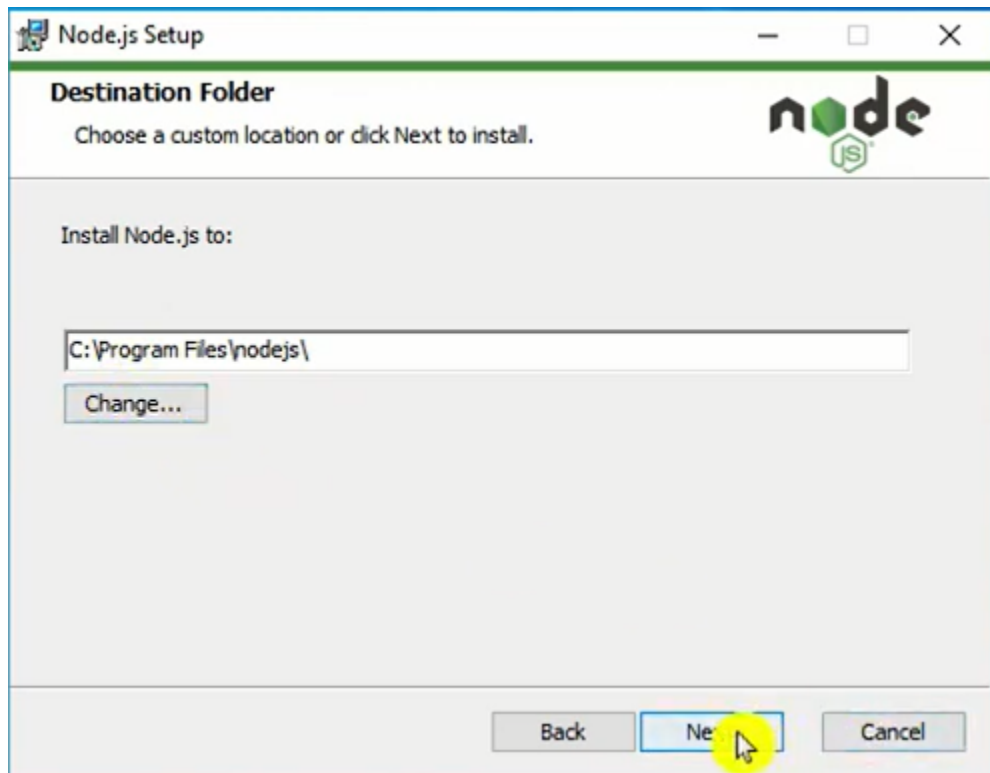 Node.js Setup
Destination Folder
Choose a custom location or click Next to install.
node
JS
Install Node.js to:
C:\Program Files\nodejs\
Change...
Back
Cancel